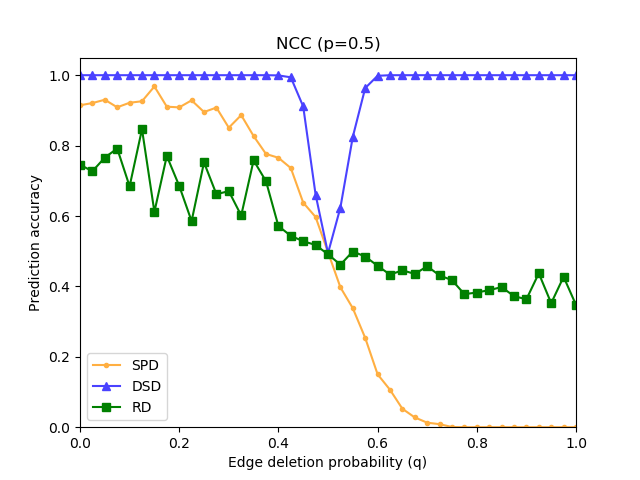 NCC (p=0.5)
1.0
0.8
0.6
0.4
0.2
0.0
Prediction accuracy
SPD
DSD
RD
0.0 0.2 0.4 0.6 0.8 1.0
Edge deletion probability (q)